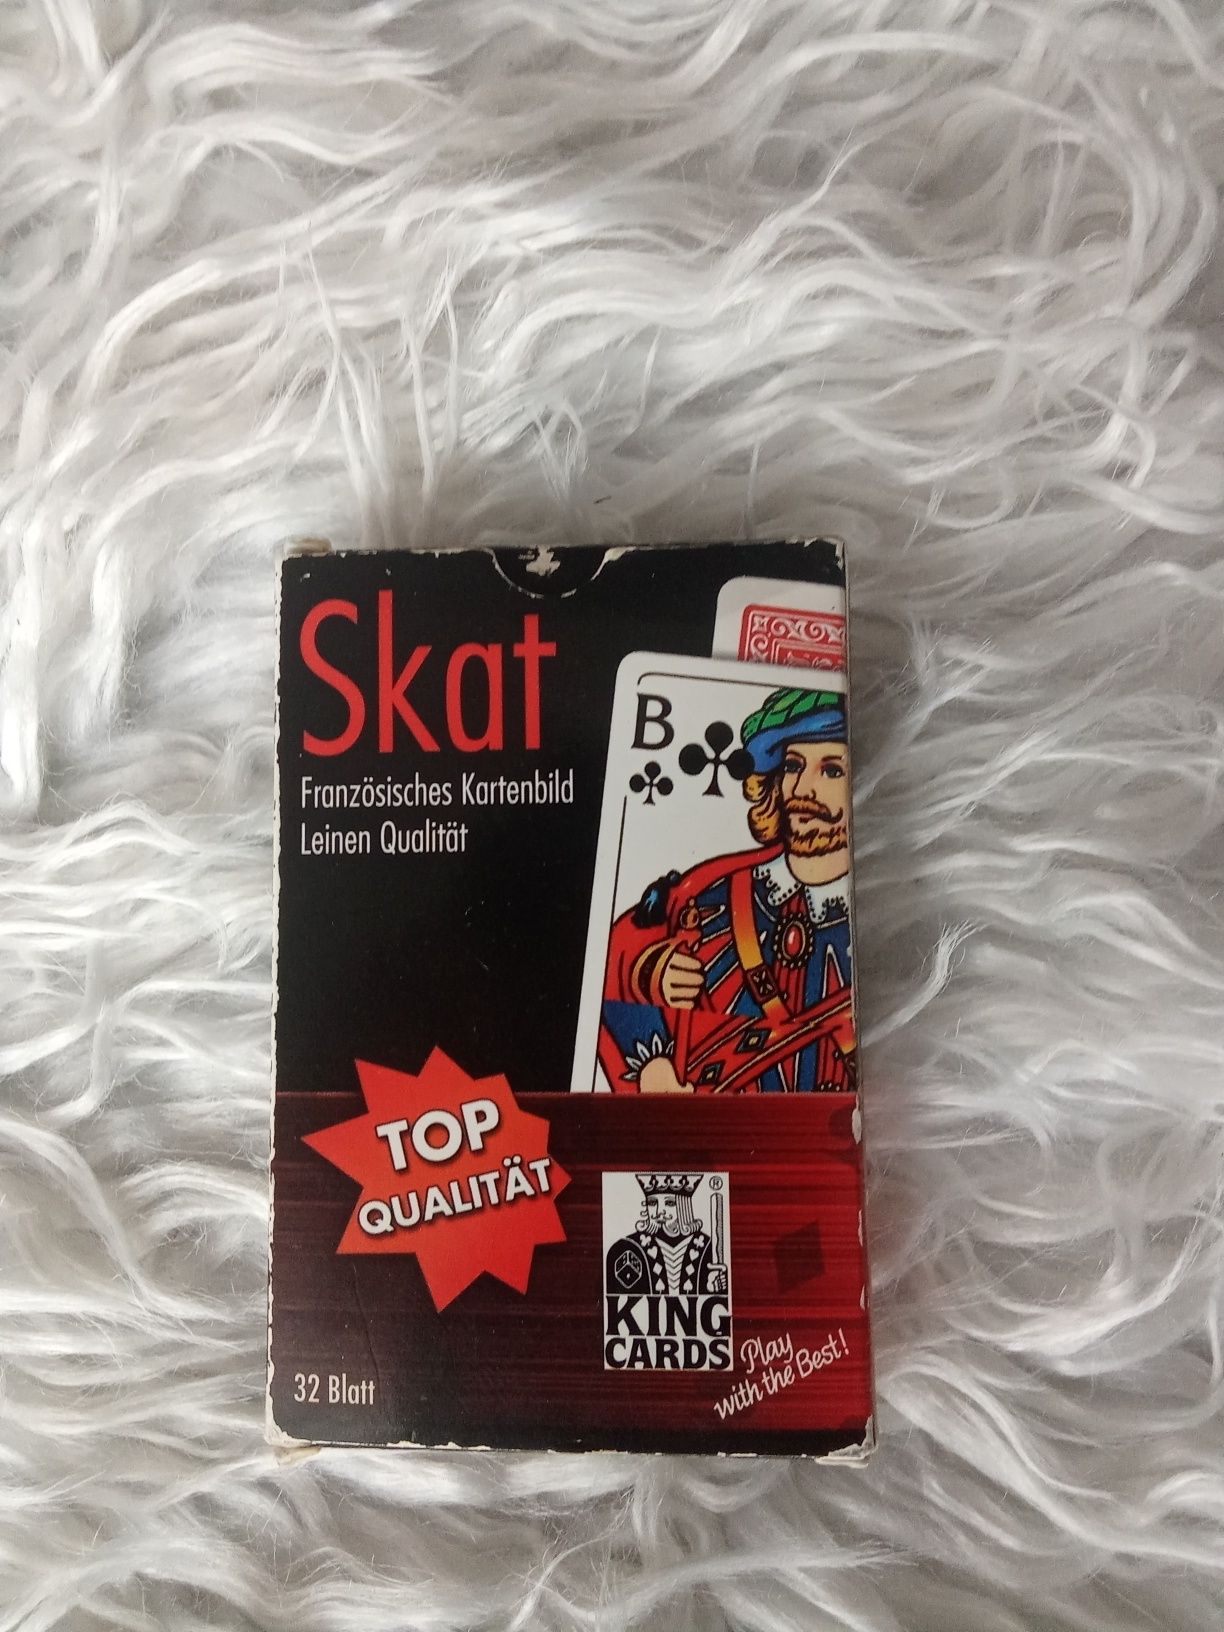 Skat
Französisches Kartenbild
Leinen Qualität
B
TOP
QUALITÄT
®
KING
CARDS
Play
with the Best!
32 Blatt